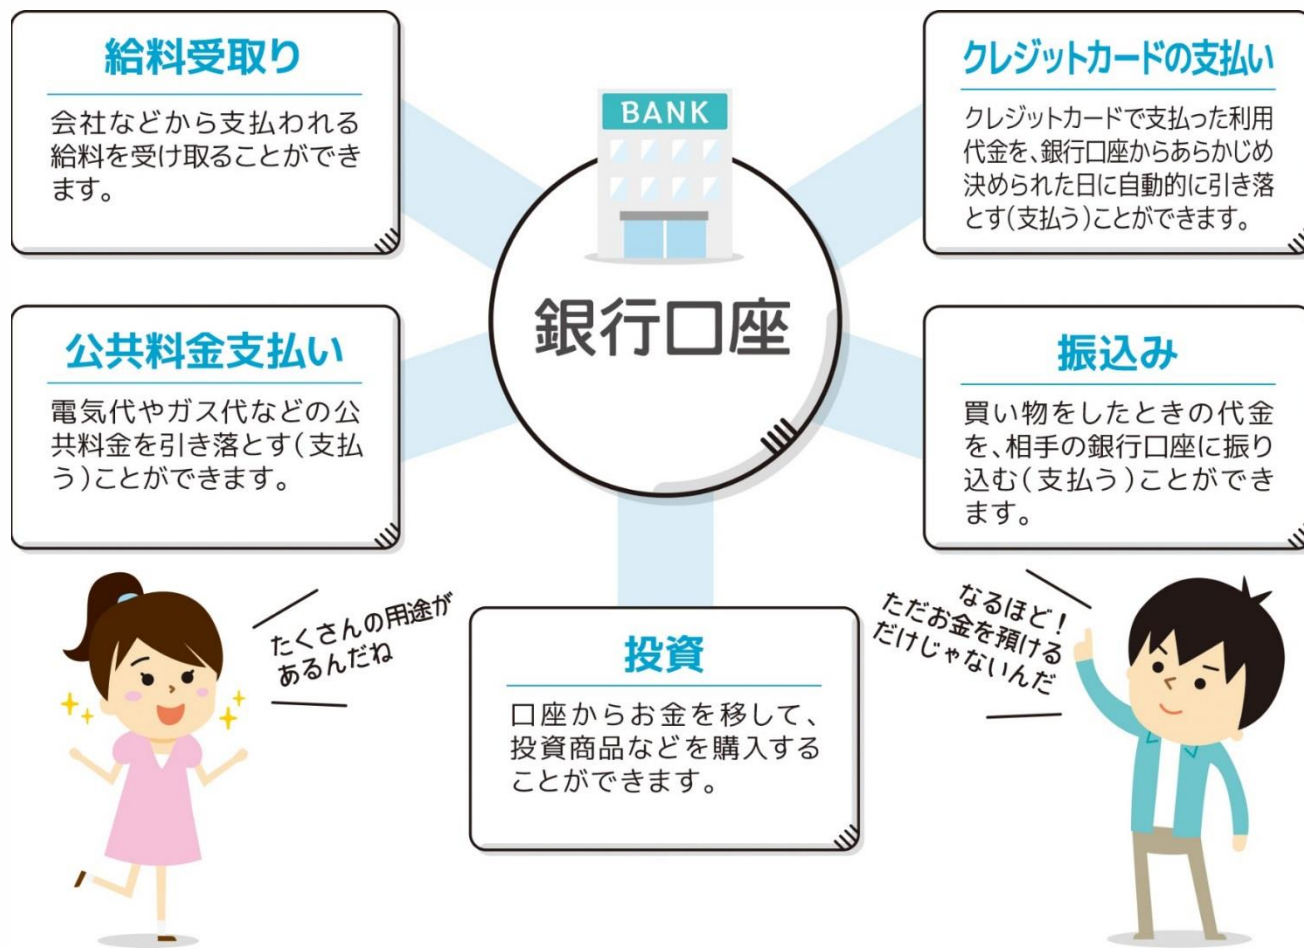 給料受取り
会社などから支払われる
給料を受け取ることができ
ます。
BANK
銀行口座
クレジットカードの支払い
クレジットカードで支払った利用
代金を、銀行口座からあらかじめ
決められた日に自動的に引き落
とす(支払う)ことができます。
公共料金支払い
電気代やガス代などの公
共料金を引き落とす(支払
う)ことができます。
振込み
買い物をしたときの代金
を、相手の銀行口座に振り
込む(支払う)ことができ
ます。
たくさんの用途が
あるんだね
投資
口座からお金を移して、
投資商品などを購入する
ことができます。
なるほど!
ただお金を預ける
だけじゃないんだ